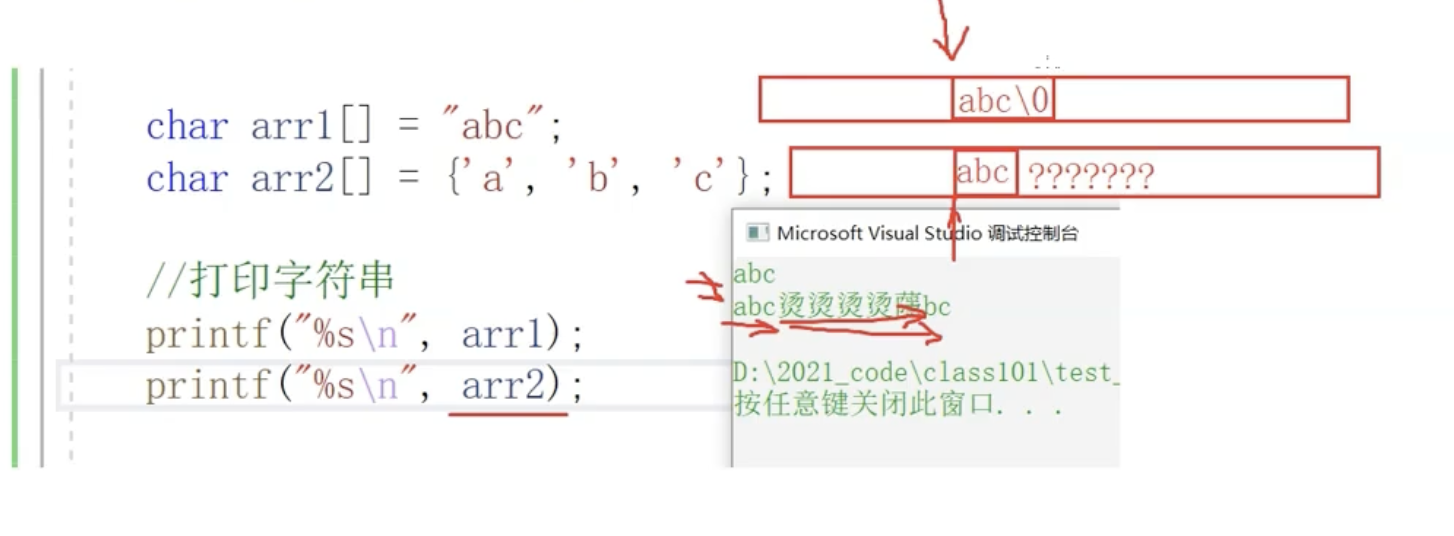 char arr1[] = "abc";
abc\0
char arr2[] = {'a', 'b', 'c'};
abc ???????
Microsoft Visual Studio 调试控制台
//打印字符串
printf("%s\n", arr1);
printf("%s\n", arr2);
abc
abc烫烫烫烫蘟bc
D:\2021_code\class101\test_
按任意键关闭此窗口. . .